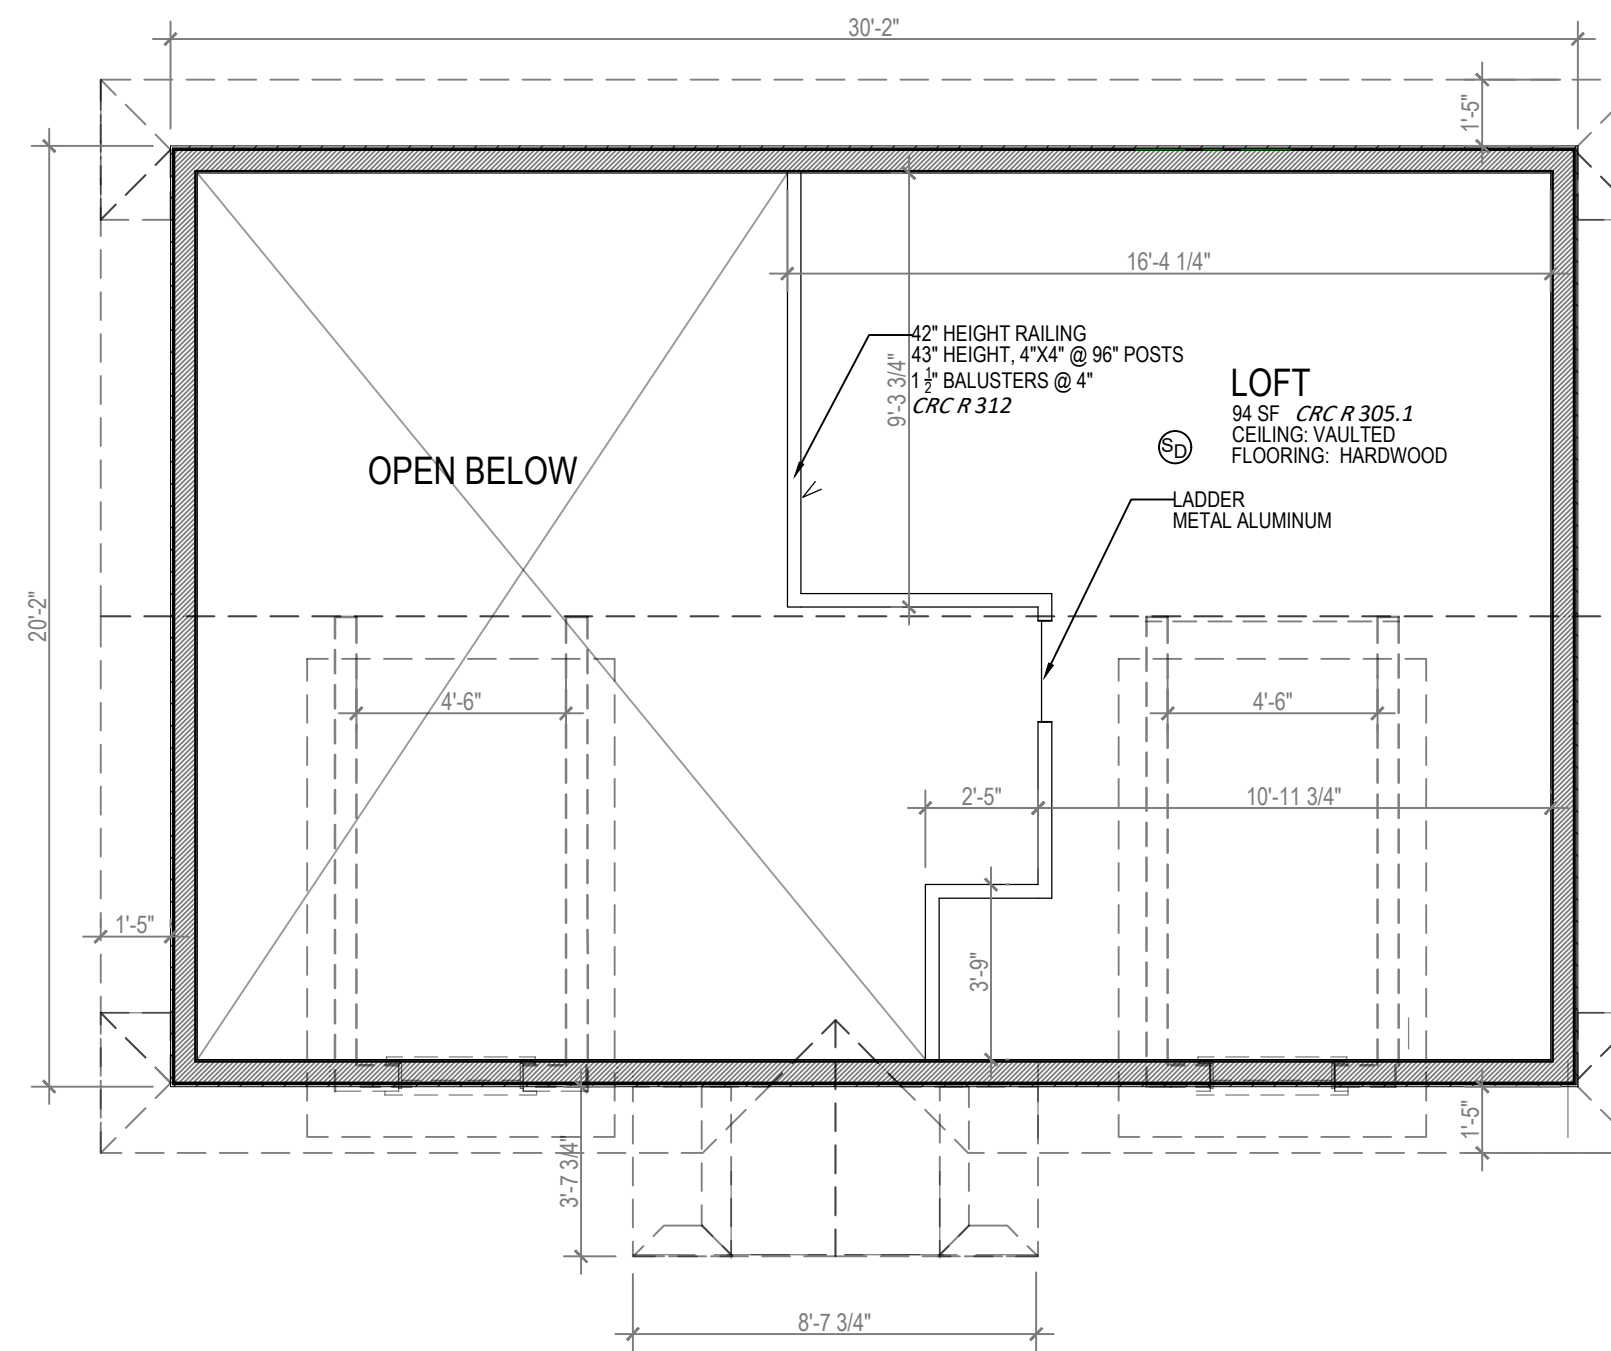 30'-2"
1'-5"
16'-4 1/4"
42" HEIGHT RAILING
43" HEIGHT, 4"X4" @ 96" POSTS
1 1/2" BALUSTERS @ 4"
CRC R 312
9'-3 3/4"
LOFT
94 SF CRC R 305.1
CEILING: VAULTED
FLOORING: HARDWOOD
SD
OPEN BELOW
LADDER
METAL ALUMINUM
20'-2"
4'-6"
4'-6"
2'-5"
10'-11 3/4"
1'-5"
3'-9"
1'-5"
3'-7 3/4"
8'-7 3/4"